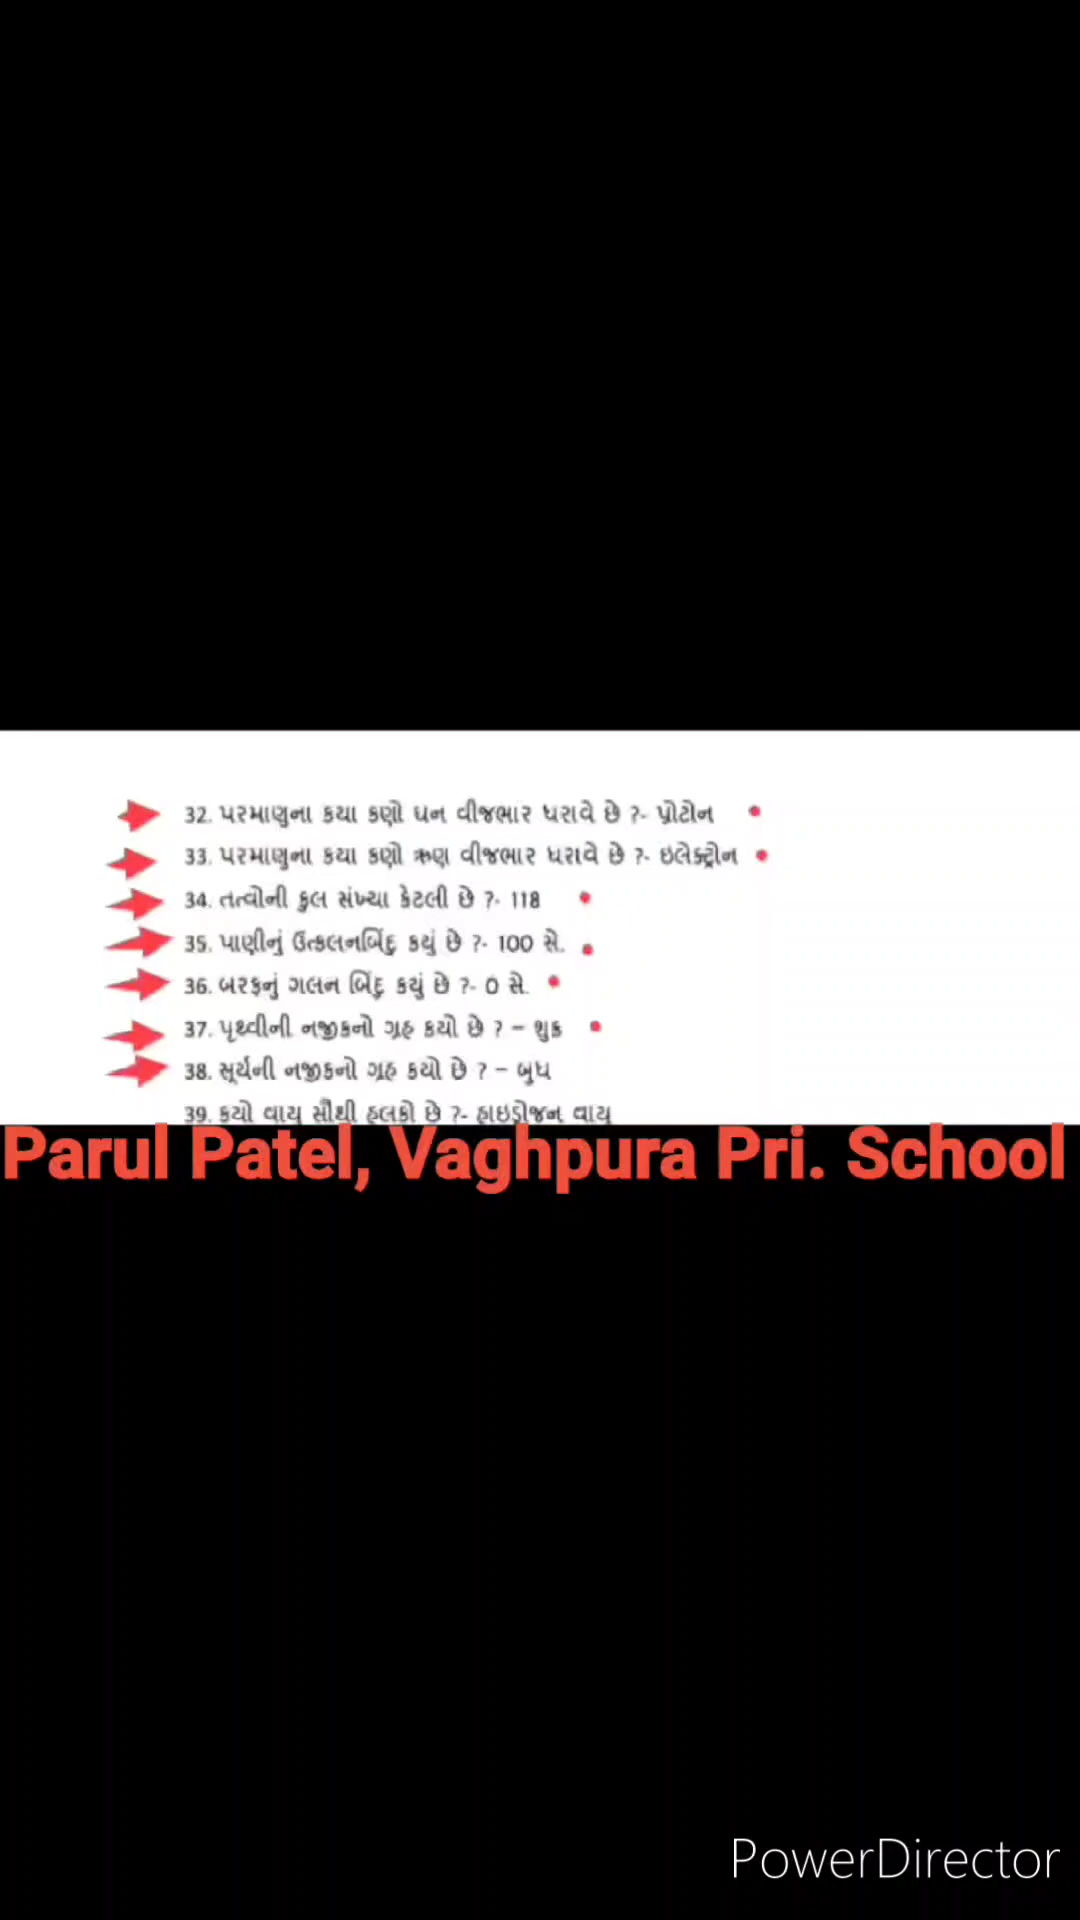 32. પરમાણુના કયા કણો ધન વીજભાર ધરાવે છે ?- પ્રોટોન
33. પરમાણુના કયા કણો ઋણ વીજભાર ધરાવે છે ?- ઇલેક્ટ્રોન
34. તત્વોની કુલ સંખ્યા કેટલી છે ?- 118
35. પાણીનું ઉત્કલનબિંદુ કયું છે ?- 100 સે.
36. બરફનું ગલન બિંદુ કયું છે ?- 0 સે.
37. પૃથ્વીની નજીકનો ગ્રહ કયો છે ? – શુક્ર
38. સૂર્યની નજીકનો ગ્રહ કયો છે ? – બુધ
39. કયો વાયુ સૌથી હલકો છે ?- હાઇડ્રોજન વાયુ
Parul Patel, Vaghpura Pri. School
PowerDirector